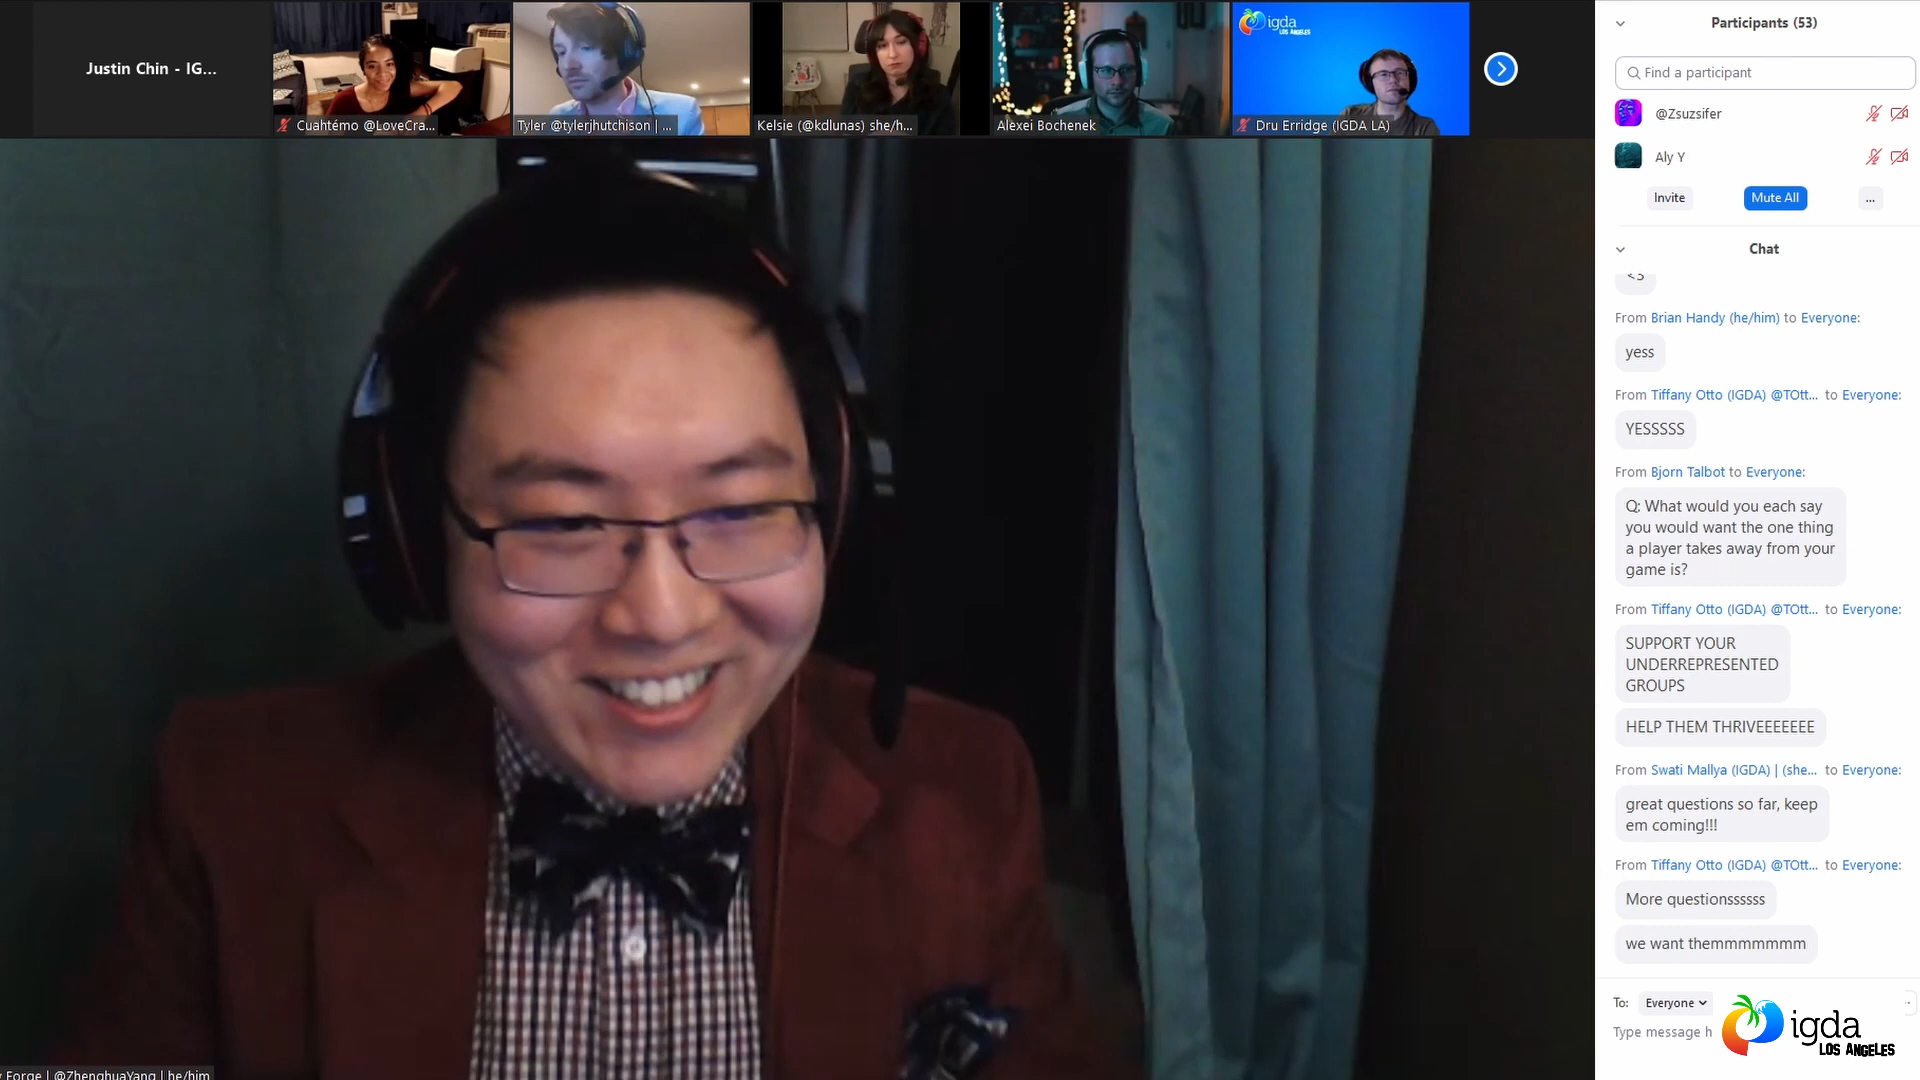 Justin Chin - IG...
Cuahtémo @LoveCra...
Tyler @tylerjhutchison | ...
Kelsie (@kdlunas) she/h...
Alexei Bochenek
igda
LOS ANGELES
Dru Erridge (IGDA LA)
Forge | @ZhenghuaYang | he/him
Participants (53)
Find a participant
@Zsuzsifer
Aly Y
Invite
Mute All
...
Chat
<3
From Brian Handy (he/him) to Everyone:
yess
From Tiffany Otto (IGDA) @TOtt... to Everyone:
YESSSSS
From Bjorn Talbot to Everyone:
Q: What would you each say
you would want the one thing
a player takes away from your
game is?
From Tiffany Otto (IGDA) @TOtt... to Everyone:
SUPPORT YOUR
UNDERREPRESENTED
GROUPS
HELP THEM THRIVEEEEEEE
From Swati Mallya (IGDA) | (she... to Everyone:
great questions so far, keep
em coming!!!
From Tiffany Otto (IGDA) @TOtt... to Everyone:
More questionssssss
we want themmmmmmm
To: Everyone
Type message h
igda
LOS ANGELES